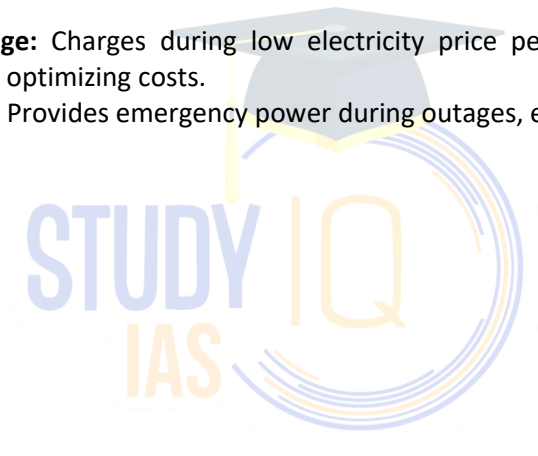 ge: Charges during low electricity price pe
optimizing costs.
Provides emergency power during outages, e
STUDY IQ
IAS